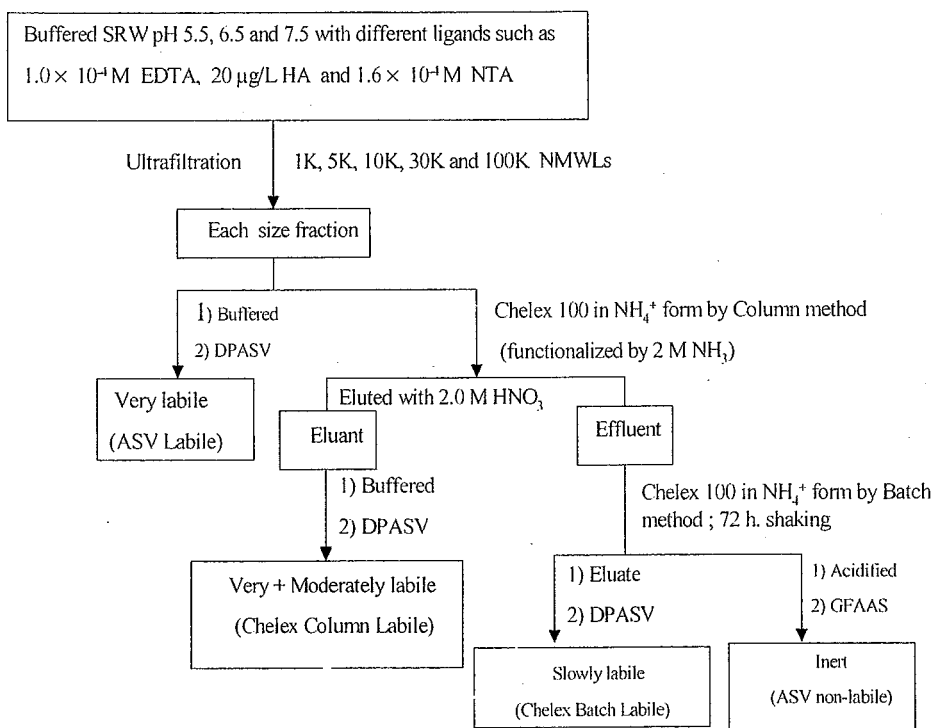 Buffered SRW pH 5.5, 6.5 and 7.5 with different ligands such as
1.0 × 10⁻⁴ M EDTA, 20 μg/L HA and 1.6 × 10⁻⁴ M NTA
Ultrafiltration
1K, 5K, 10K, 30K and 100K NMWLs
Each size fraction
1) Buffered
2) DPASV
Chelex 100 in NH₄⁺ form by Column method
(functionalized by 2 M NH₃)
Very labile
(ASV Labile)
Eluted with 2.0 M HNO₃
Eluant
Effluent
1) Buffered
2) DPASV
Chelex 100 in NH₄⁺ form by Batch
method ; 72 h. shaking
Very + Moderately labile
(Chelex Column Labile)
1) Eluate
2) DPASV
1) Acidified
2) GFAAS
Slowly labile
(Chelex Batch Labile)
Inert
(ASV non-labile)